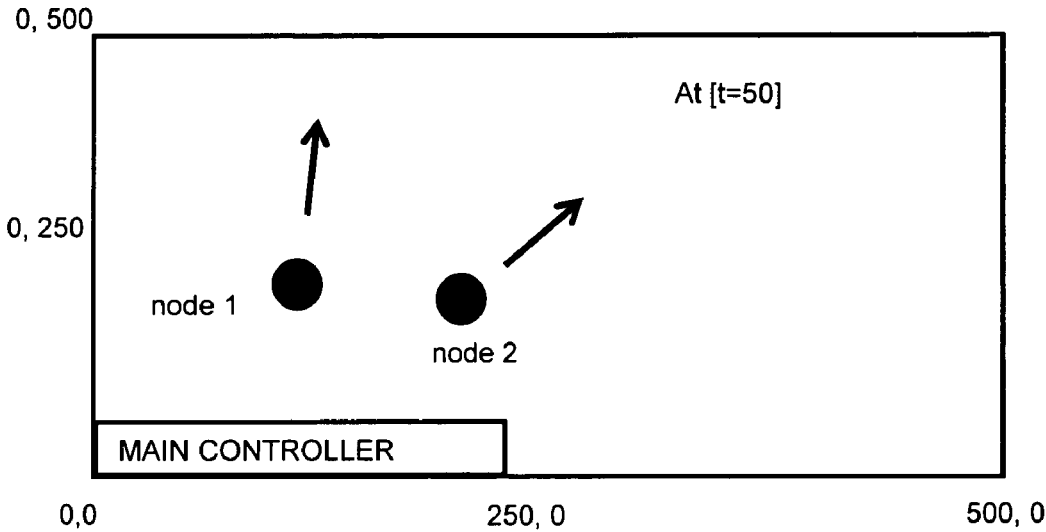 0, 500
At [t=50]
0, 250
node 1
node 2
MAIN CONTROLLER
0,0
250, 0
500, 0